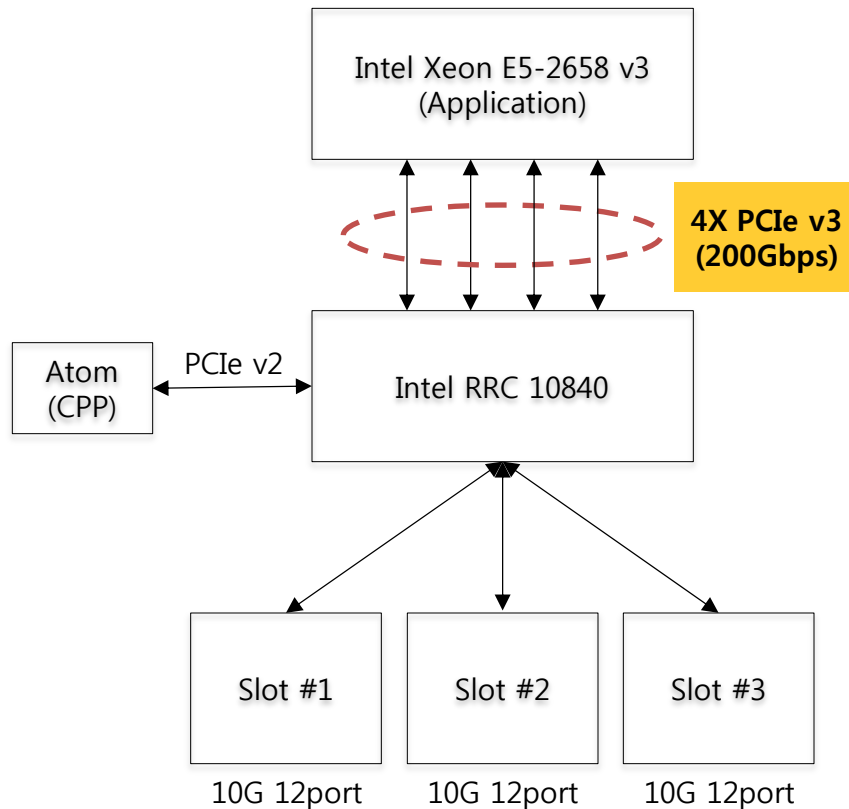 Intel Xeon E5-2658 v3
(Application)
4X PCIe v3
(200Gbps)
PCIe v2
Atom
(CPP)
Intel RRC 10840
Slot #1
Slot #2
Slot #3
10G 12port
10G 12port
10G 12port